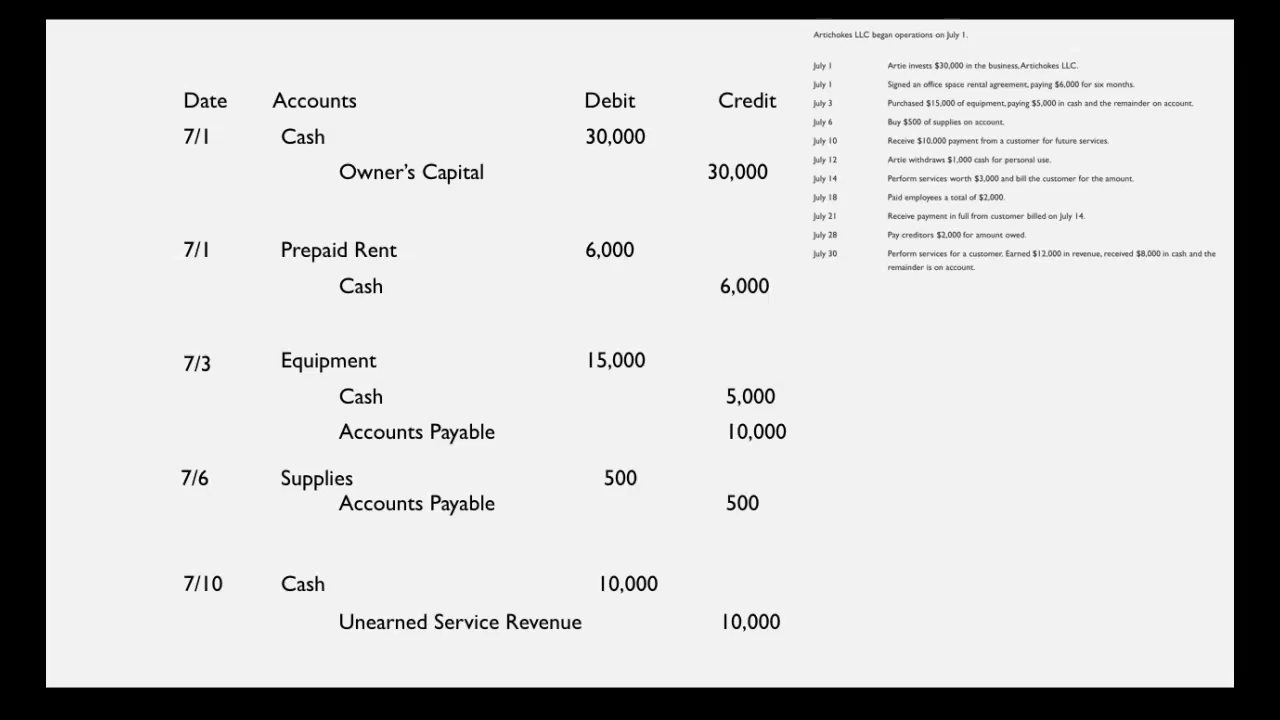 Artichokes LLC began operations on July 1.
July 1 Artie invests $30,000 in the business, Artichokes LLC.
July 1 Signed an office space rental agreement, paying $6,000 for six months.
July 3 Purchased $15,000 of equipment, paying $5,000 in cash and the remainder on account.
July 6 Buy $500 of supplies on account.
July 10 Receive $10,000 payment from a customer for future services.
July 12 Artie withdraws $1,000 cash for personal use.
July 14 Perform services worth $3,000 and bill the customer for the amount.
July 18 Paid employees a total of $2,000.
July 21 Receive payment in full from customer billed on July 14.
July 28 Pay creditors $2,000 for amount owed.
July 30 Perform services for a customer. Earned $12,000 in revenue, received $8,000 in cash and the
remainder is on account.
Date Accounts Debit Credit
7/1 Cash 30,000
Owner's Capital 30,000
7/1 Prepaid Rent 6,000
Cash 6,000
7/3 Equipment 15,000
Cash 5,000
Accounts Payable 10,000
7/6 Supplies 500
Accounts Payable 500
7/10 Cash 10,000
Unearned Service Revenue 10,000